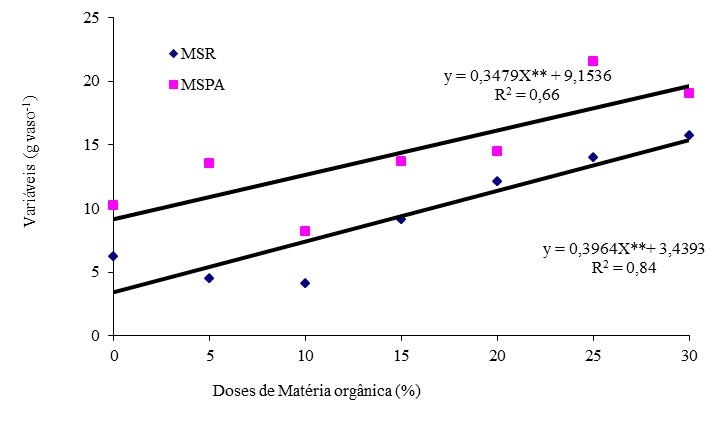 25
MSR
MSPA
y = 0,3479X** + 9,1536
R² = 0,66
20
15
10
5
0
Variáveis (g vaso⁻¹)
y = 0,3964X**+ 3,4393
R² = 0,84
0 5 10 15 20 25 30
Doses de Matéria orgânica (%)